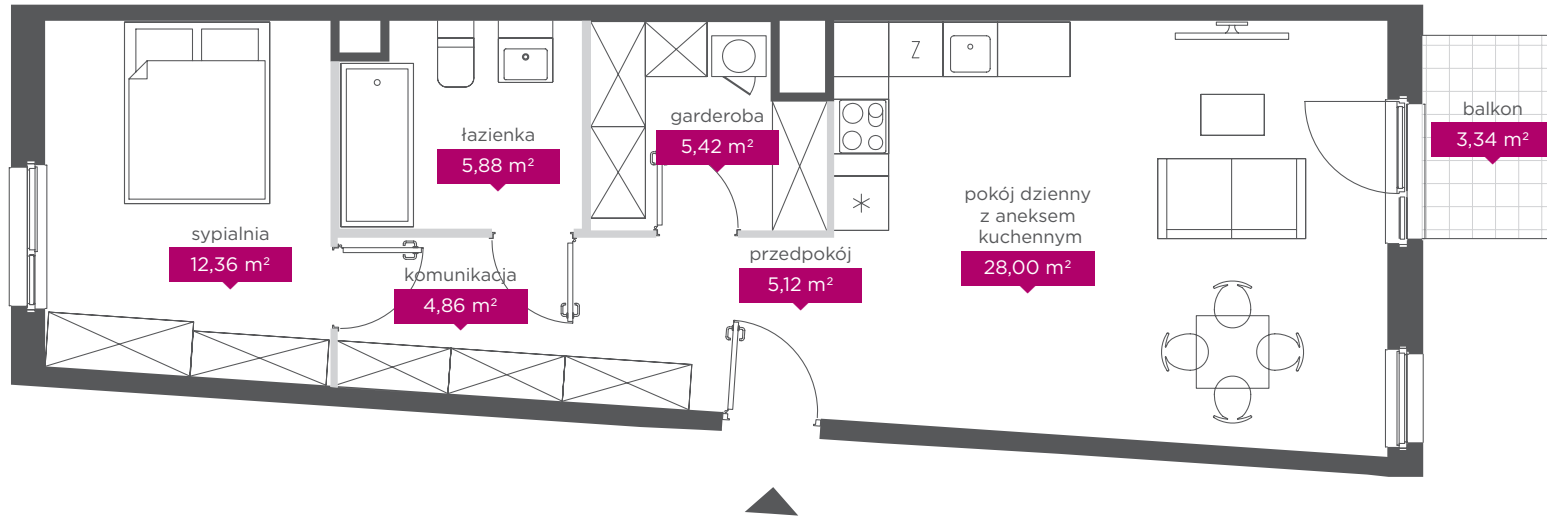 sypialnia
12,36 m²
łazienka
5,88 m²
komunikacja
4,86 m²
garderoba
5,42 m²
przedpokój
5,12 m²
Z
pokój dzienny
z aneksem
kuchennym
28,00 m²
balkon
3,34 m²